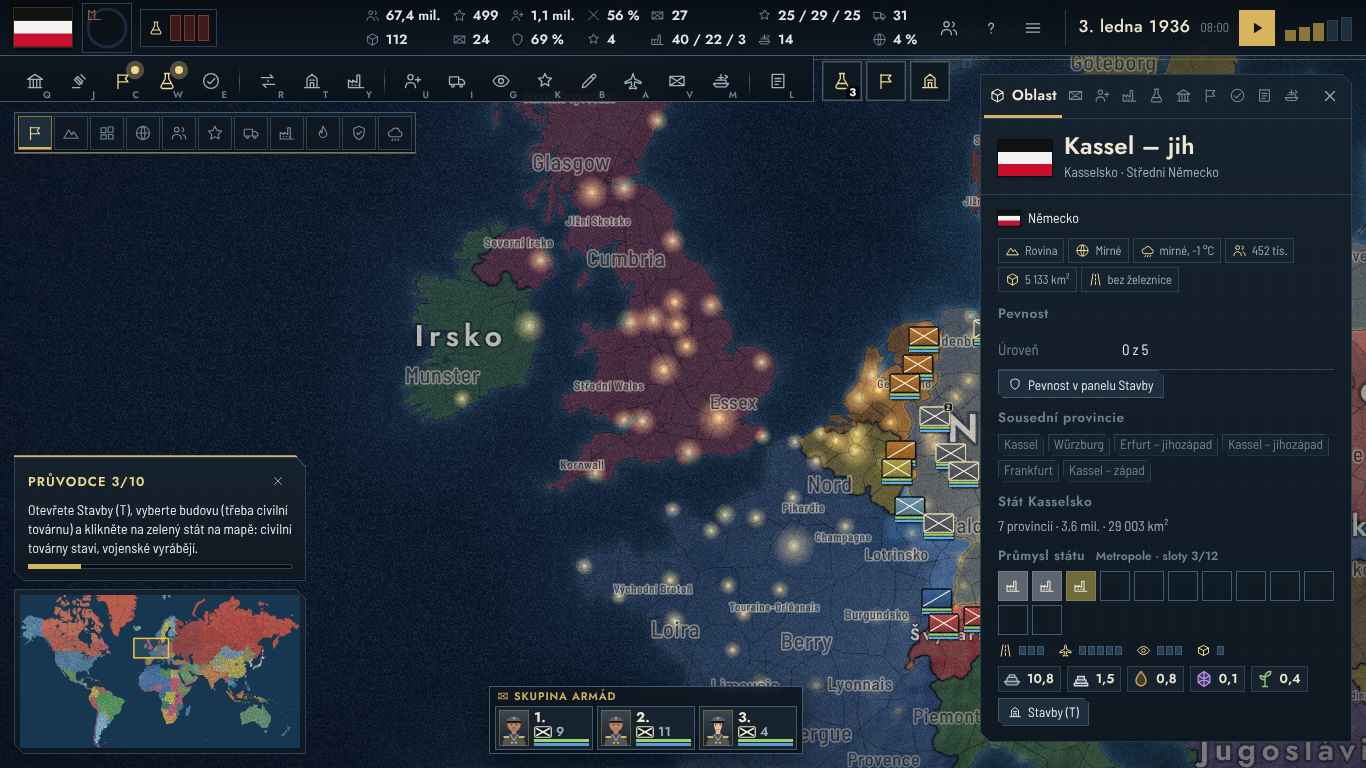 67,4 mil. 499 1,1 mil. 56 % 27 25 / 29 / 25 31
112 24 69 % 4 40 / 22 / 3 14 4 %
?
3. ledna 1936 08:00
Q J C W E R T Y U I G K B A V M L
3
Göteborg
Glasgow
Jižní Skotsko
Severní Irsko
Cumbria
Irsko
Munster
Střední Wales
Essex
Kornwall
Nord
Pikardie
Champagne
Lotrinsko
Východní Bretaň
Touraine-Orléanais
Burgundsko
Loira
Berry
Limousin
Lyonnais
Piemont
Provence
2
N
Oblast
Kassel – jih
Kasselsko · Střední Německo
Německo
Rovina
Mírné
mírné, -1 °C
452 tis.
5 133 km²
bez železnice
Pevnost
Úroveň 0 z 5
Pevnost v panelu Stavby
Sousední provincie
Kassel Würzburg Erfurt – jihozápad Kassel – jihozápad
Frankfurt Kassel – západ
Stát Kasselsko
7 provincií · 3,6 mil. · 29 003 km²
Průmysl státu Metropole · sloty 3/12
10,8 1,5 0,8 0,1 0,4
Stavby (T)
PRŮVODCE 3/10
Otevřete Stavby (T), vyberte budovu (třeba civilní
továrnu) a klikněte na zelený stát na mapě: civilní
továrny staví, vojenské vyrábějí.
SKUPINA ARMÁD
1. 9
2. 11
3. 4